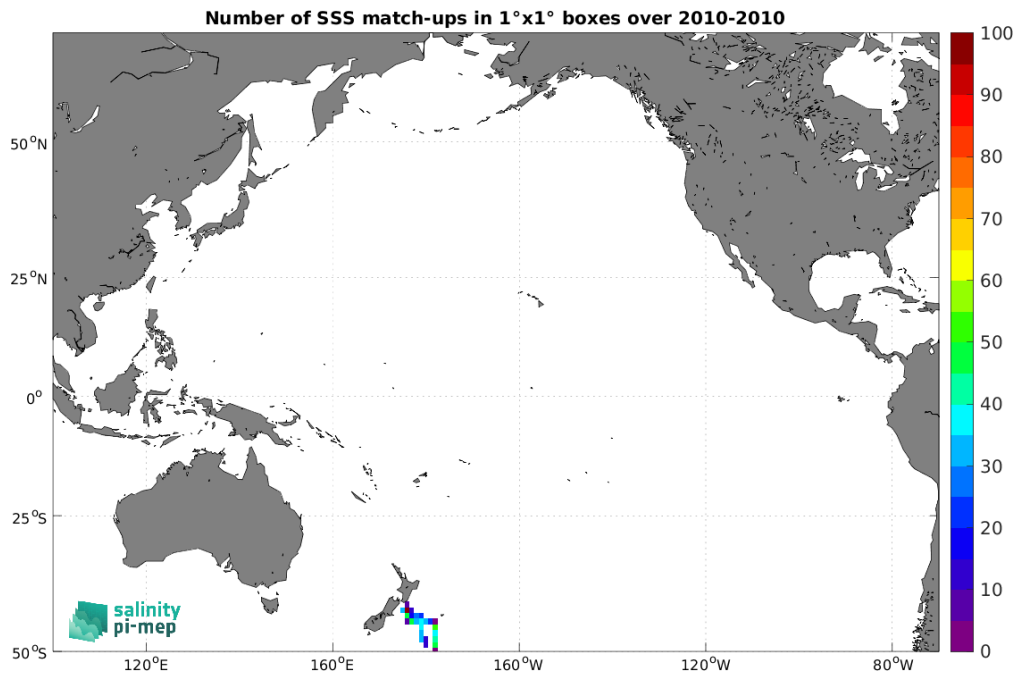 Number of SSS match-ups in 1°x1° boxes over 2010-2010
100
90
80
70
60
50
40
30
20
10
0
50°N
25°N
0°
25°S
50°S
120°E
160°E
160°W
120°W
80°W
salinity
pi-mep